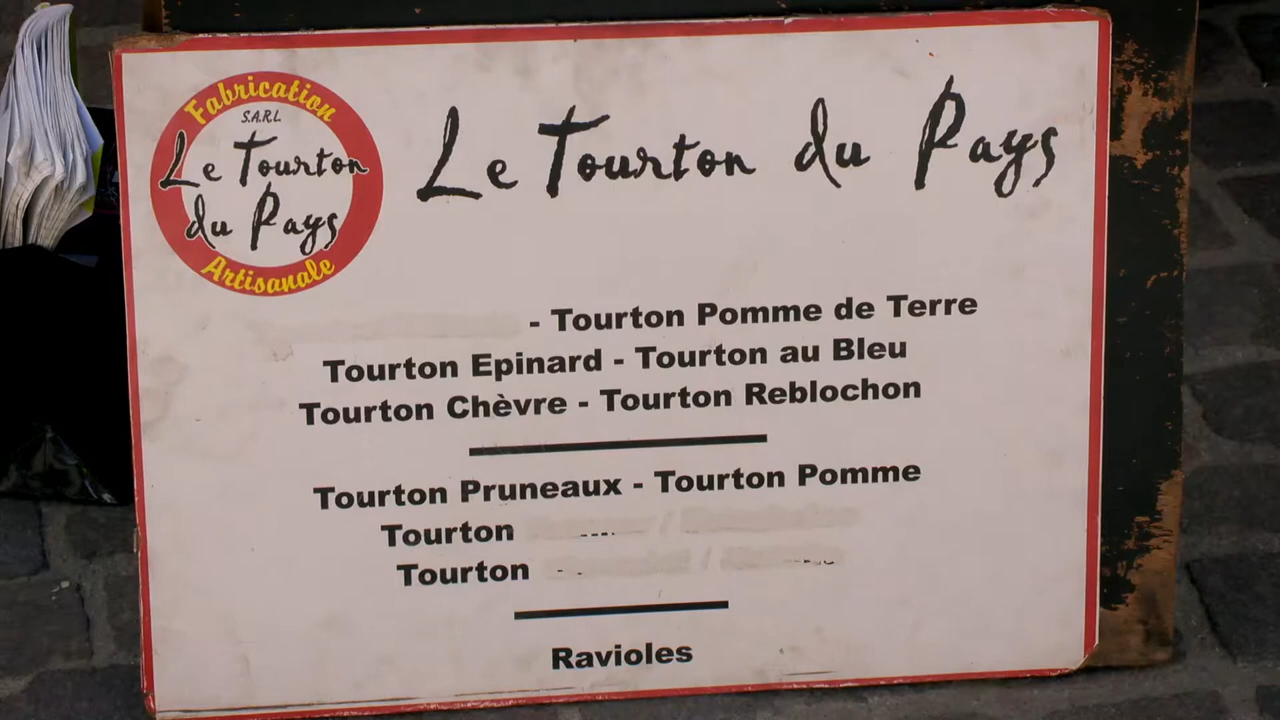 Fabrication
S.A.R.L
Le Tourton
du Pays
Artisanale
Le Tourton du Pays
- Tourton Pomme de Terre
Tourton Epinard - Tourton au Bleu
Tourton Chèvre - Tourton Reblochon
Tourton Pruneaux - Tourton Pomme
Tourton
Tourton
Ravioles